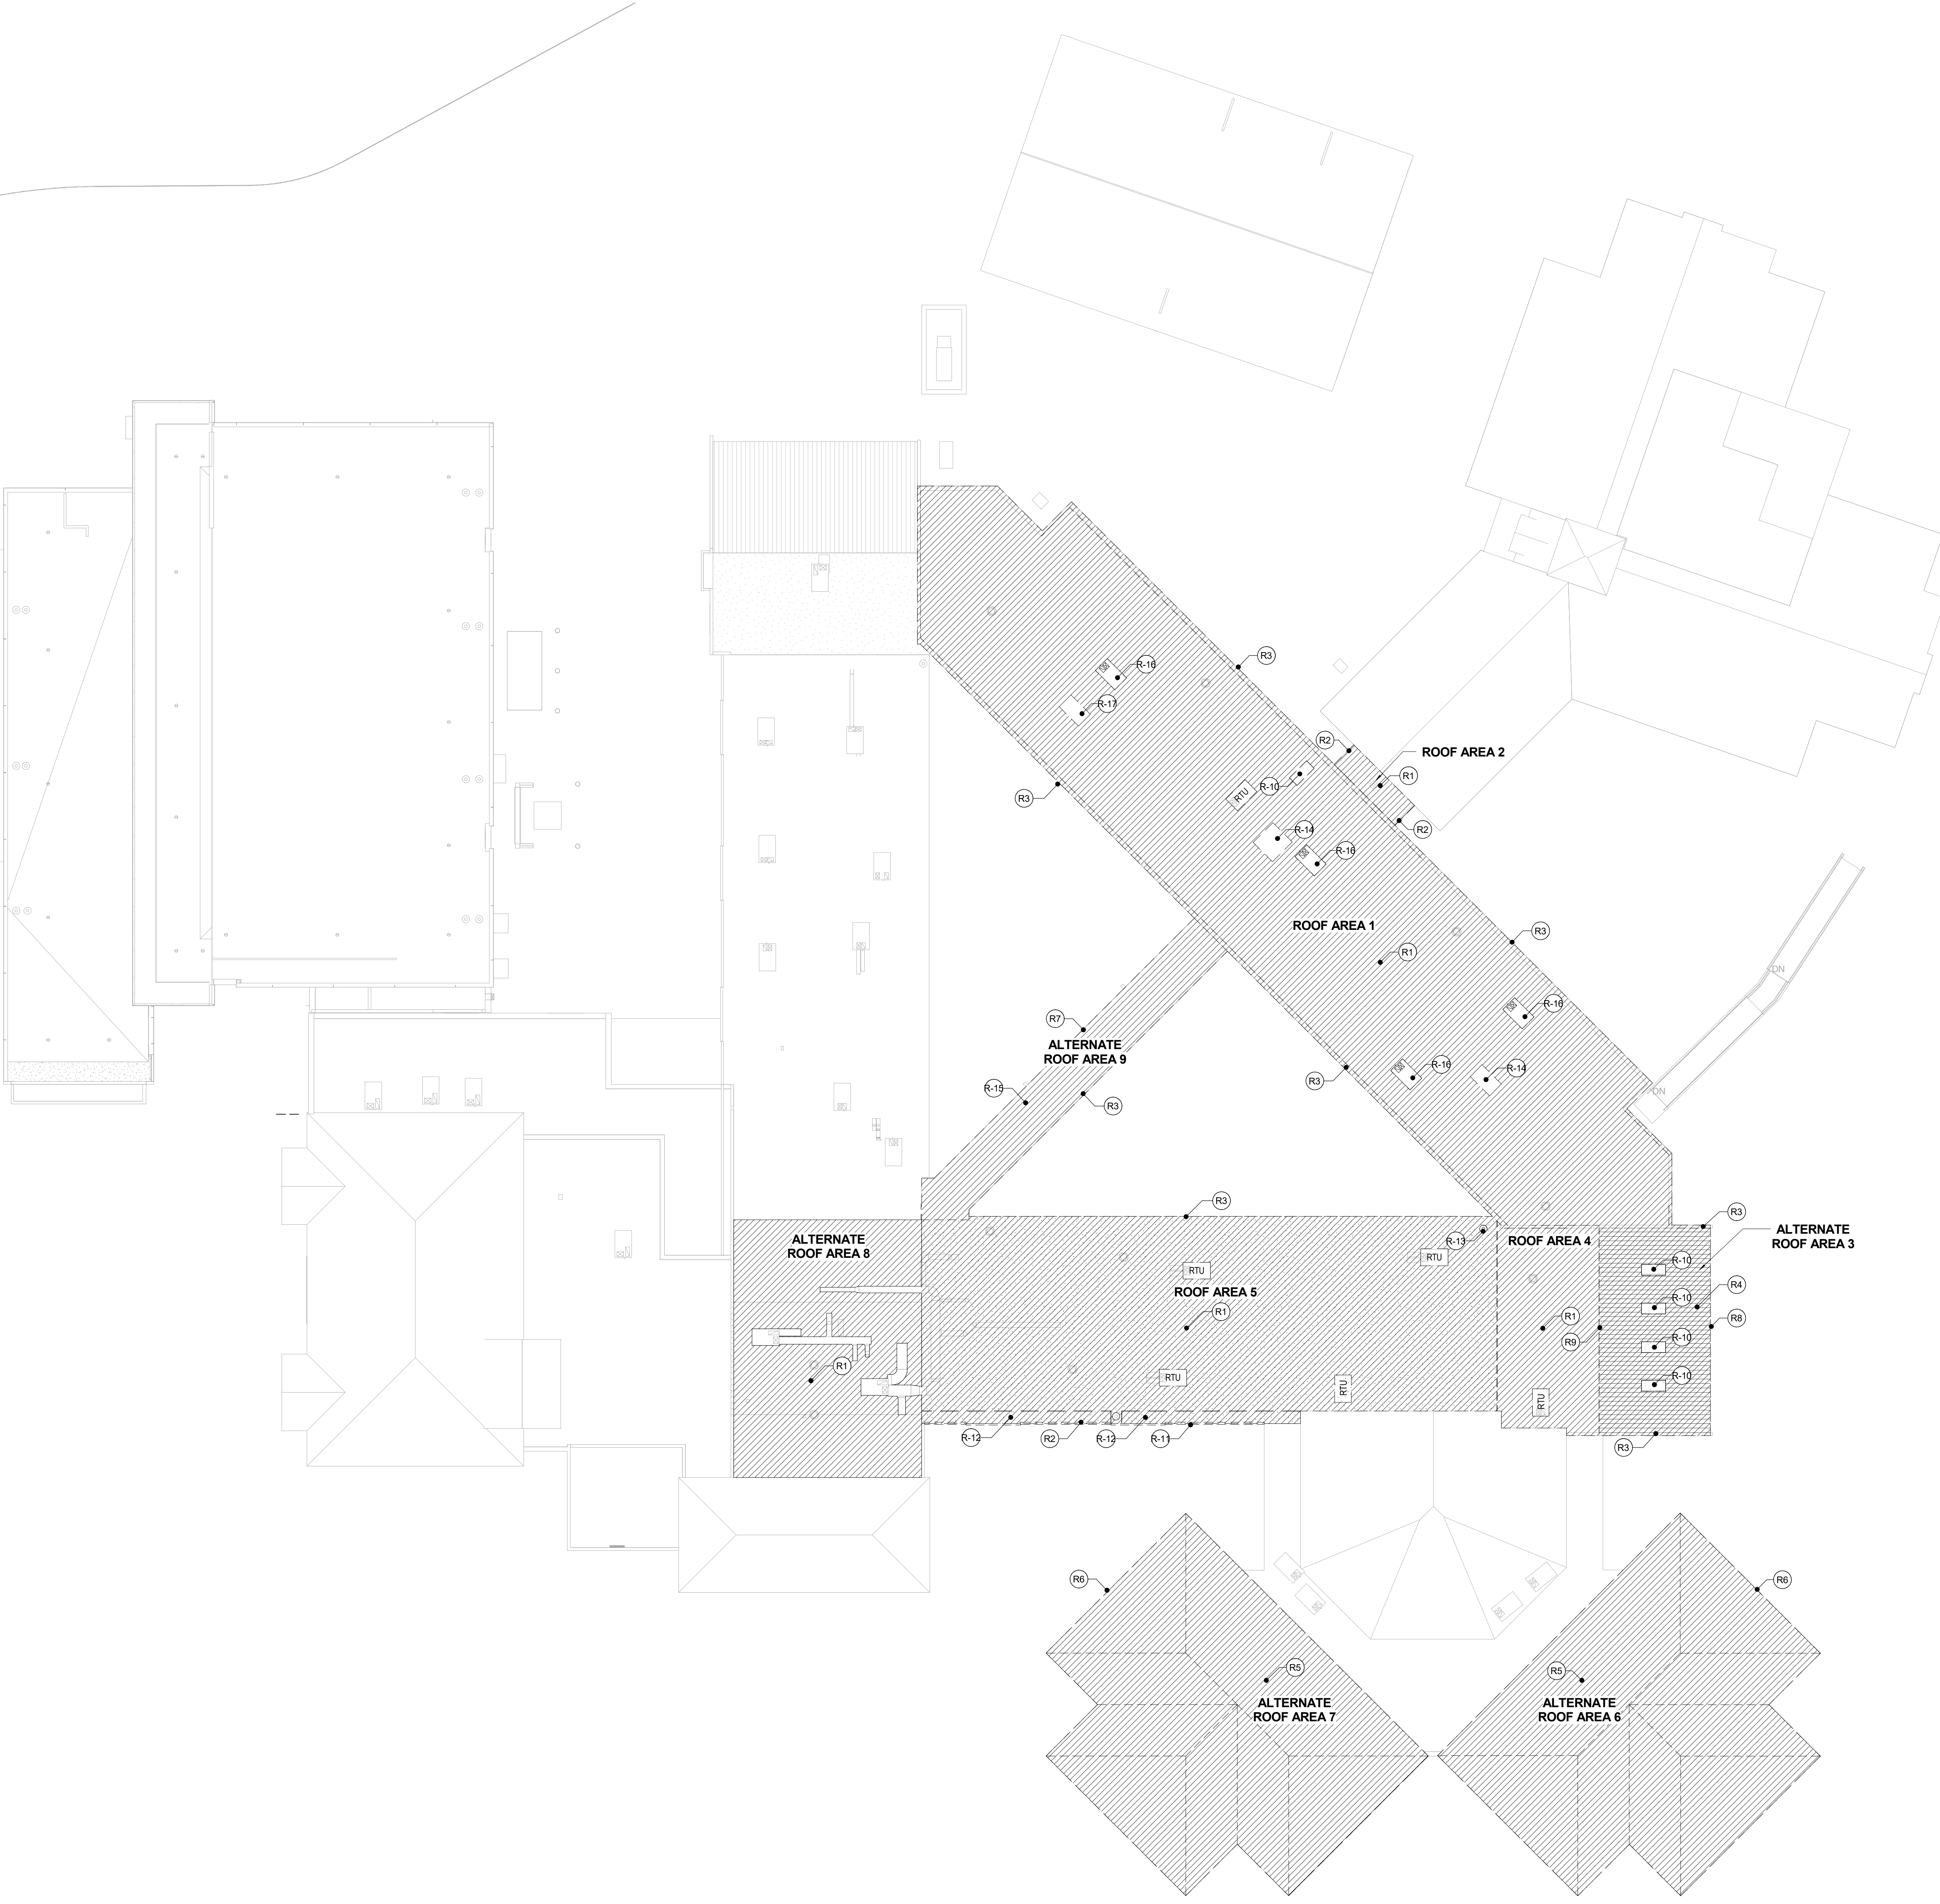 R3
R-16
R-17
R2
ROOF AREA 2
R1
R-10
RTU
R3
R2
R-14
R-16
ROOF AREA 1
R3
R1
DN
R-16
R7
ALTERNATE
ROOF AREA 9
R-16
R-14
R3
R-15
DN
R3
R3
R3
ALTERNATE
ROOF AREA 3
ALTERNATE
ROOF AREA 8
R-13
ROOF AREA 4
RTU
RTU
R-10
R4
ROOF AREA 5
R-10
R1
R1
R8
R9
R-10
R1
RTU
R-10
RTU
RTU
R-12
R2
R-12
R-11
R3
R6
R6
R5
R5
ALTERNATE
ROOF AREA 7
ALTERNATE
ROOF AREA 6